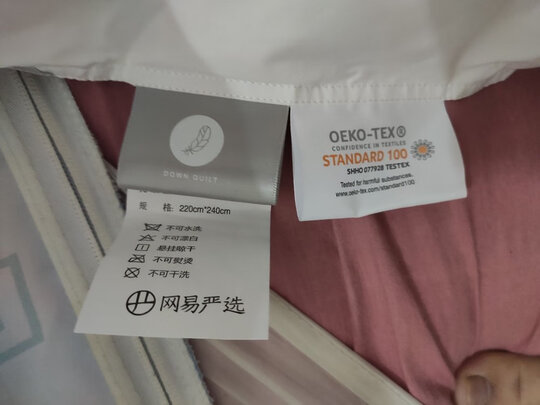 DOWN QUILT
规 格: 220cm*240cm
不可水洗
不可漂白
悬挂晾干
不可熨烫
不可干洗
网易严选
OEKO-TEX®
CONFIDENCE IN TEXTILES
STANDARD 100
SHHO 077928 TESTEX
Tested for harmful substances.
www.oeko-tex.com/standard100